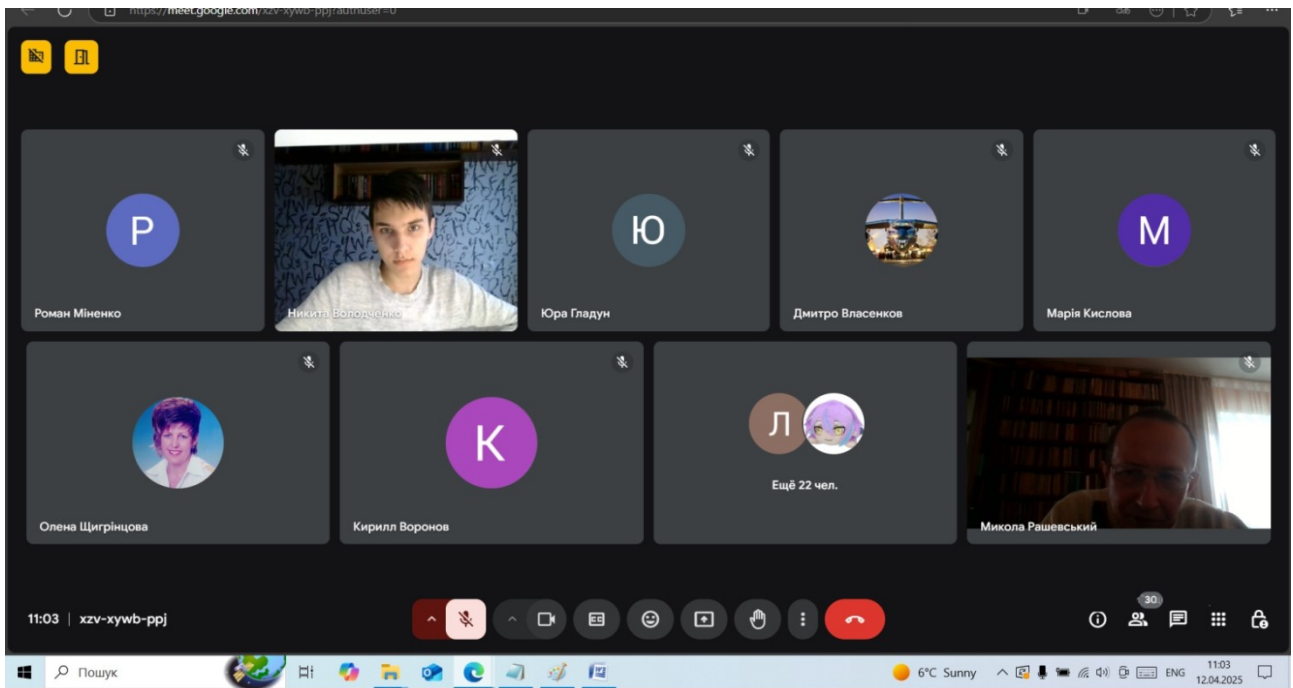 https://meet.google.com/xzv-xywb-ppj?authuser=0
Р
Роман Міненко
Никита Володченко
Ю
Юра Гладун
Дмитро Власенков
М
Марія Кислова
Олена Щигрінцова
К
Кирилл Воронов
Л
Ещё 22 чел.
Микола Рашевський
11:03 | xzv-xywb-ppj
30
Пошук
6°C Sunny
ENG
11:03
12.04.2025